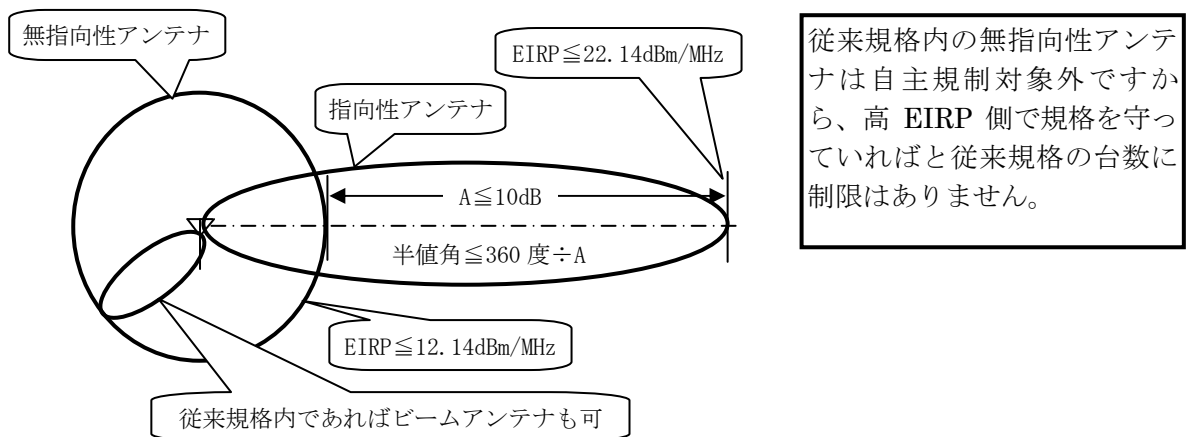 無指向性アンテナ
EIRP≦22.14dBm/MHz
指向性アンテナ
A≦10dB
半値角≦360 度÷A
EIRP≦12.14dBm/MHz
従来規格内であればビームアンテナも可
従来規格内の無指向性アンテ
ナは自主規制対象外ですか
ら、高 EIRP 側で規格を守っ
ていればと従来規格の台数に
制限はありません。